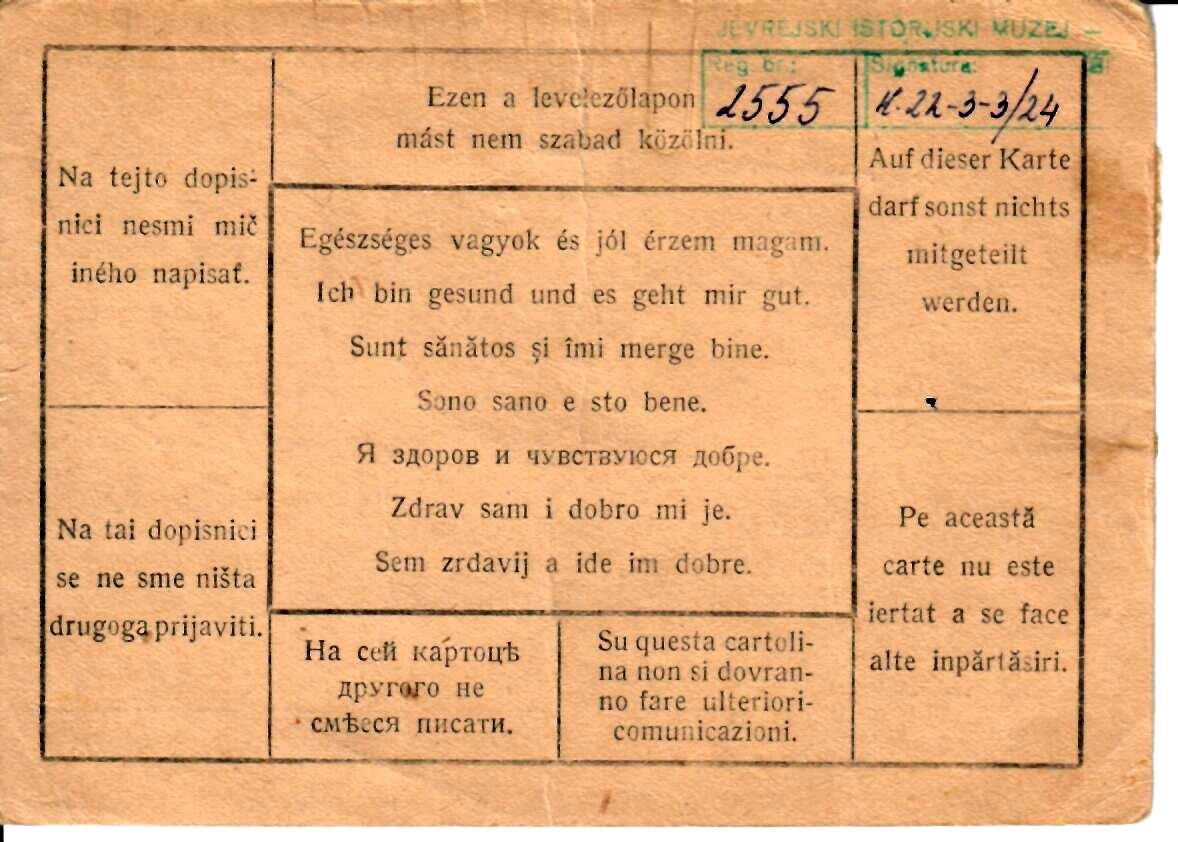 JEVREJSKI ISTORIJSKI MUZEJ –
Reg. br.:
2555
Signatura:
K. 22-3-3/24
Ezen a levelezőlapon
mást nem szabad közölni.
Na tejto dopis-
nici nesmi mič
iného napisať.
Auf dieser Karte
darf sonst nichts
mitgeteilt
werden.
Egészséges vagyok és jól érzem magam.
Ich bin gesund und es geht mir gut.
Sunt sănătos și îmi merge bine.
Sono sano e sto bene.
Я здоров и чувствуюся добре.
Zdrav sam i dobro mi je.
Sem zrdavij a ide im dobre.
Na tai dopisnici
se ne sme ništa
drugoga prijaviti.
Pe această
carte nu este
iertat a se face
alte inpărtăsiri.
На сей картоцѣ
другого не
смѣеся писати.
Su questa cartoli-
na non si dovran-
no fare ulteriori-
comunicazioni.